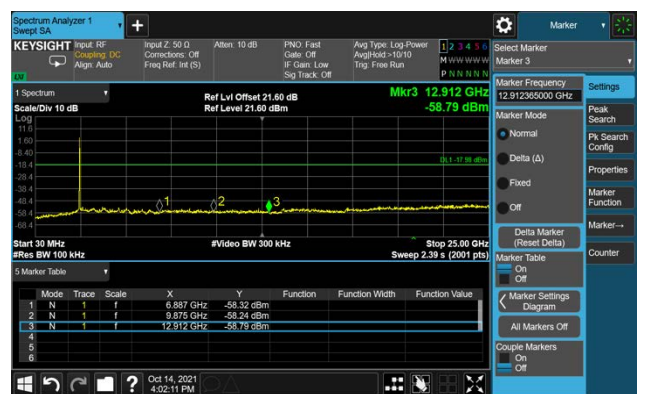 Spectrum Analyzer 1
Swept SA
+
Marker
KEYSIGHT
Input: RF
Coupling: DC
Align: Auto
Input Z: 50 Ω
Corrections: Off
Freq Ref: Int (S)
Atten: 10 dB
PNO: Fast
Gate: Off
IF Gain: Low
Sig Track: Off
Avg Type: Log-Power
Avg|Hold:>10/10
Trig: Free Run
1 2 3 4 5 6
M W W W W W
P N N N N N
LXI
Select Marker
Marker 3
1 Spectrum
Scale/Div 10 dB
Log
Ref Lvl Offset 21.60 dB
Ref Level 21.60 dBm
Mkr3 12.912 GHz
-58.79 dBm
11.6
1.60
-8.40
-18.4
-28.4
-38.4
-48.4
-58.4
-68.4
DL1 -17.98 dBm
1
2
3
Start 30 MHz
#Res BW 100 kHz
#Video BW 300 kHz
Stop 25.00 GHz
Sweep 2.39 s (2001 pts)
5 Marker Table
Mode Trace Scale X Y Function Function Width Function Value
1 N 1 f 6.887 GHz -58.32 dBm
2 N 1 f 9.875 GHz -58.24 dBm
3 N 1 f 12.912 GHz -58.79 dBm
4
5
6
Marker Frequency
12.912365000 GHz
Marker Mode
Normal
Delta (Δ)
Fixed
Off
Delta Marker
(Reset Delta)
Marker Table
On
Off
Marker Settings
Diagram
All Markers Off
Couple Markers
On
Off
Settings
Peak
Search
Pk Search
Config
Properties
Marker
Function
Marker→
Counter
?
Oct 14, 2021
4:02:11 PM